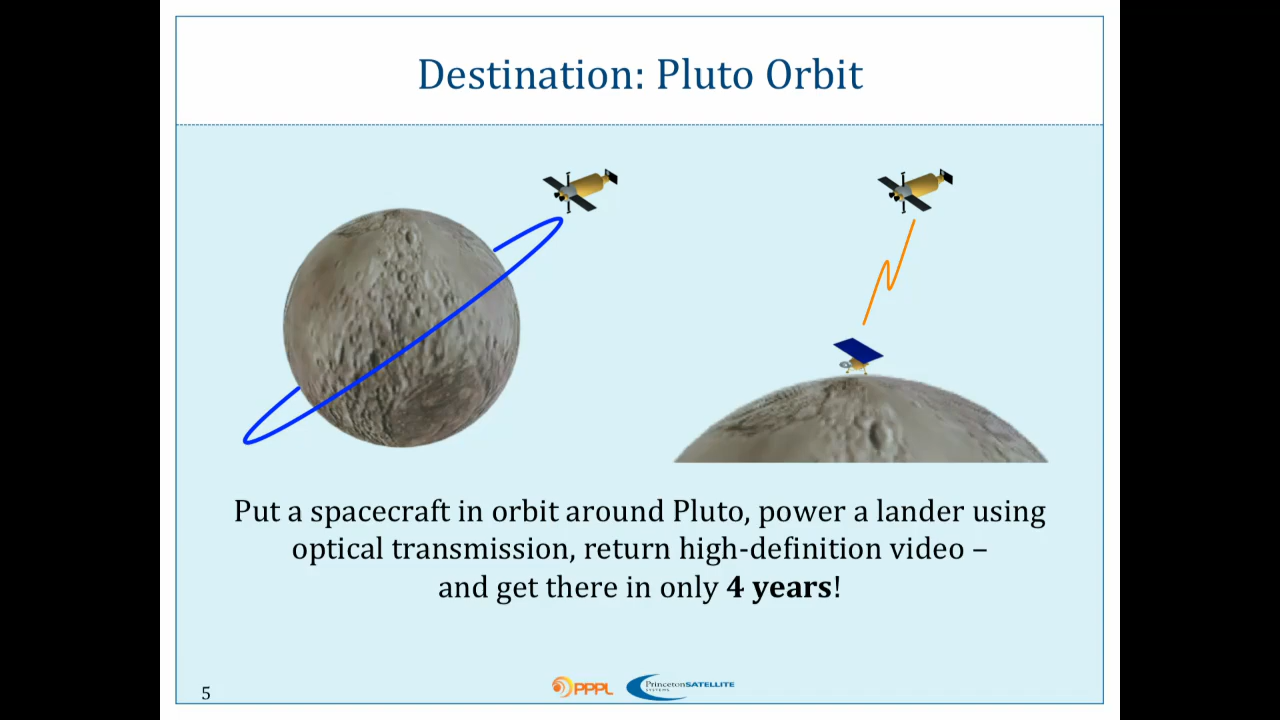 Destination: Pluto Orbit
Put a spacecraft in orbit around Pluto, power a lander using
optical transmission, return high-definition video –
and get there in only 4 years!
5
PPPL
PrincetonSATELLITE
SYSTEMS